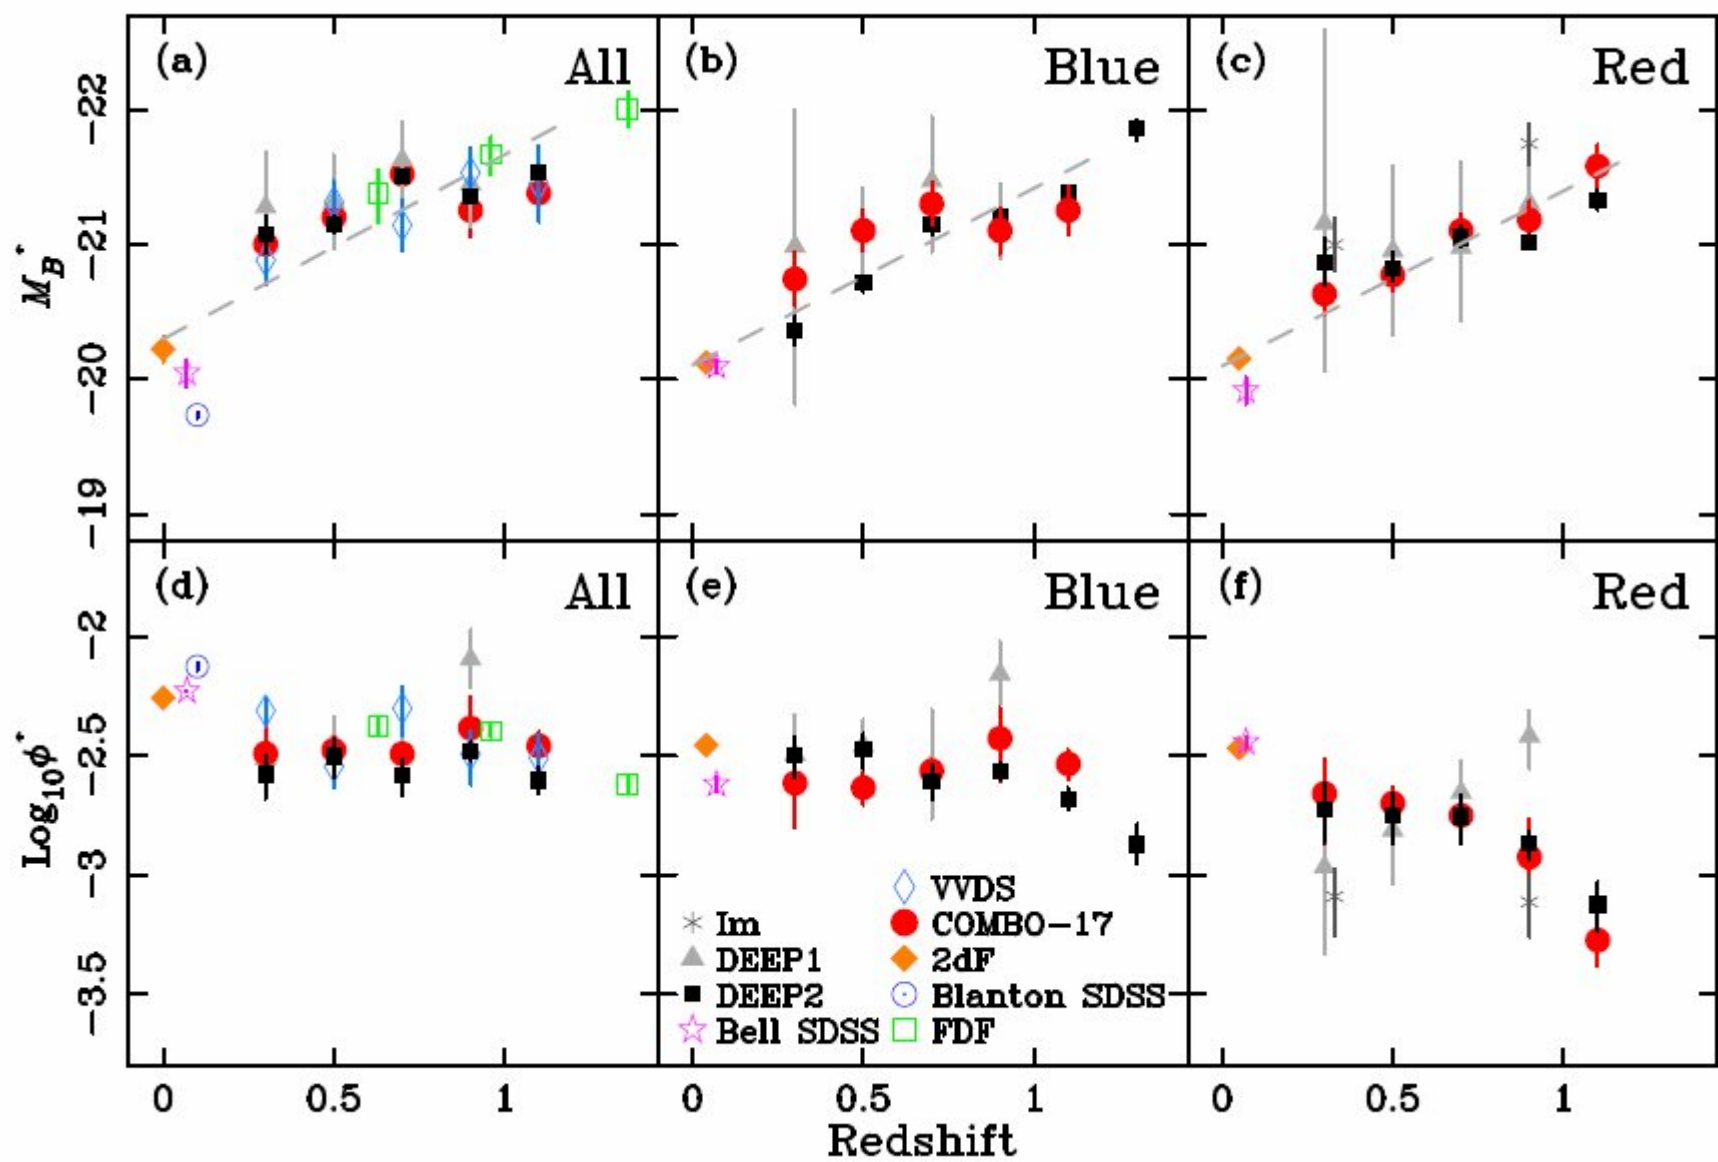 (a) All
(b) Blue
(c) Red
-22
-21
-20
-19
M_B^*
(d) All
(e) Blue
(f) Red
-2
-2.5
-3
-3.5
Log₁₀ϕ^*
VVDS
Im
COMBO-17
DEEP1
2dF
DEEP2
Blanton SDSS
Bell SDSS
FDF
0 0.5 1
0 0.5 1
0 0.5 1
Redshift